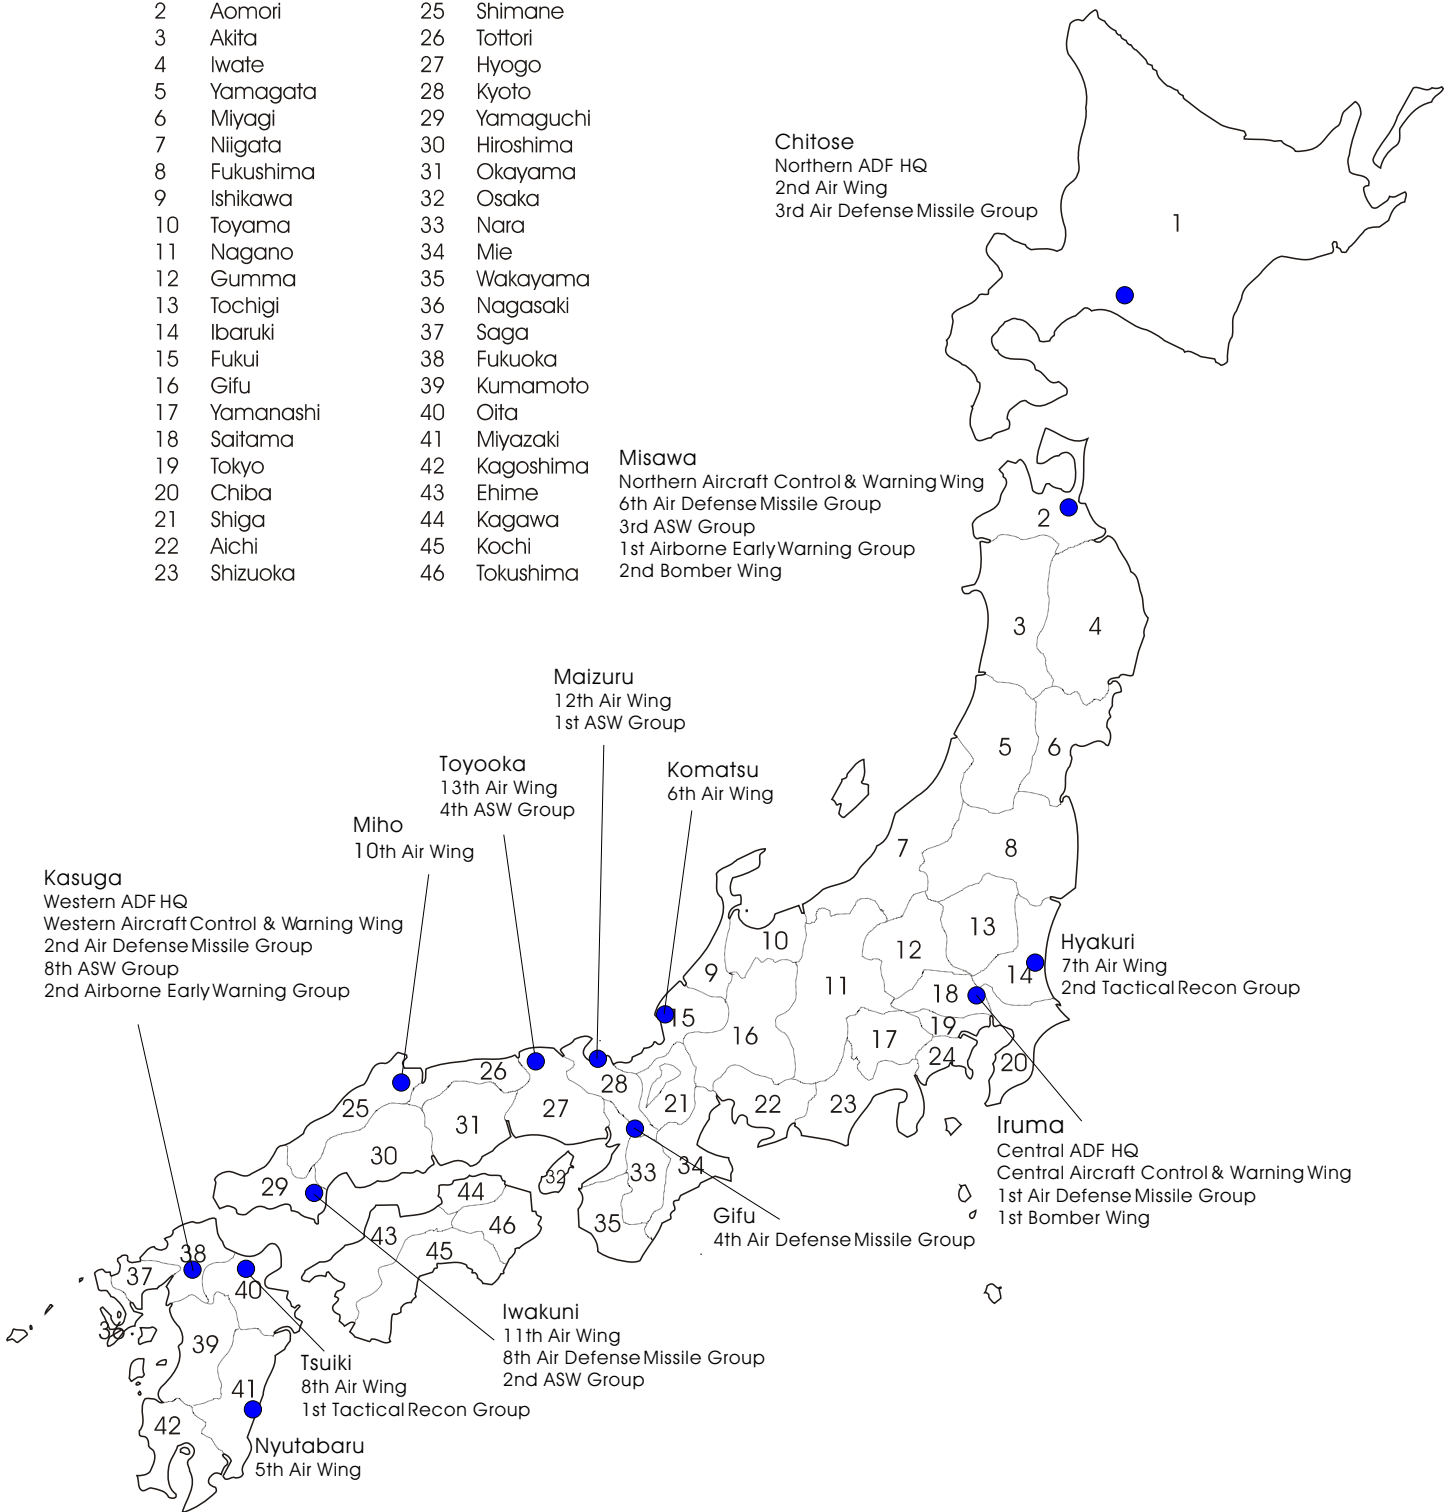 2 Aomori
3 Akita
4 Iwate
5 Yamagata
6 Miyagi
7 Niigata
8 Fukushima
9 Ishikawa
10 Toyama
11 Nagano
12 Gumma
13 Tochigi
14 Ibaruki
15 Fukui
16 Gifu
17 Yamanashi
18 Saitama
19 Tokyo
20 Chiba
21 Shiga
22 Aichi
23 Shizuoka
25 Shimane
26 Tottori
27 Hyogo
28 Kyoto
29 Yamaguchi
30 Hiroshima
31 Okayama
32 Osaka
33 Nara
34 Mie
35 Wakayama
36 Nagasaki
37 Saga
38 Fukuoka
39 Kumamoto
40 Oita
41 Miyazaki
42 Kagoshima
43 Ehime
44 Kagawa
45 Kochi
46 Tokushima
Chitose
Northern ADF HQ
2nd Air Wing
3rd Air Defense Missile Group
1
Misawa
Northern Aircraft Control & Warning Wing
6th Air Defense Missile Group
3rd ASW Group
1st Airborne Early Warning Group
2nd Bomber Wing
2
3
4
5
6
7
8
Maizuru
12th Air Wing
1st ASW Group
Toyooka
13th Air Wing
4th ASW Group
Komatsu
6th Air Wing
Miho
10th Air Wing
Kasuga
Western ADF HQ
Western Aircraft Control & Warning Wing
2nd Air Defense Missile Group
8th ASW Group
2nd Airborne Early Warning Group
13
10
12
9
11
14
18
15
16
17
19
24
20
Hyakuri
7th Air Wing
2nd Tactical Recon Group
26
28
25
27
21
22
23
31
30
29
32
33
34
35
44
43
46
45
Iruma
Central ADF HQ
Central Aircraft Control & Warning Wing
1st Air Defense Missile Group
1st Bomber Wing
Gifu
4th Air Defense Missile Group
38
37
40
36
39
41
42
Iwakuni
11th Air Wing
8th Air Defense Missile Group
2nd ASW Group
Tsuiki
8th Air Wing
1st Tactical Recon Group
Nyutabaru
5th Air Wing